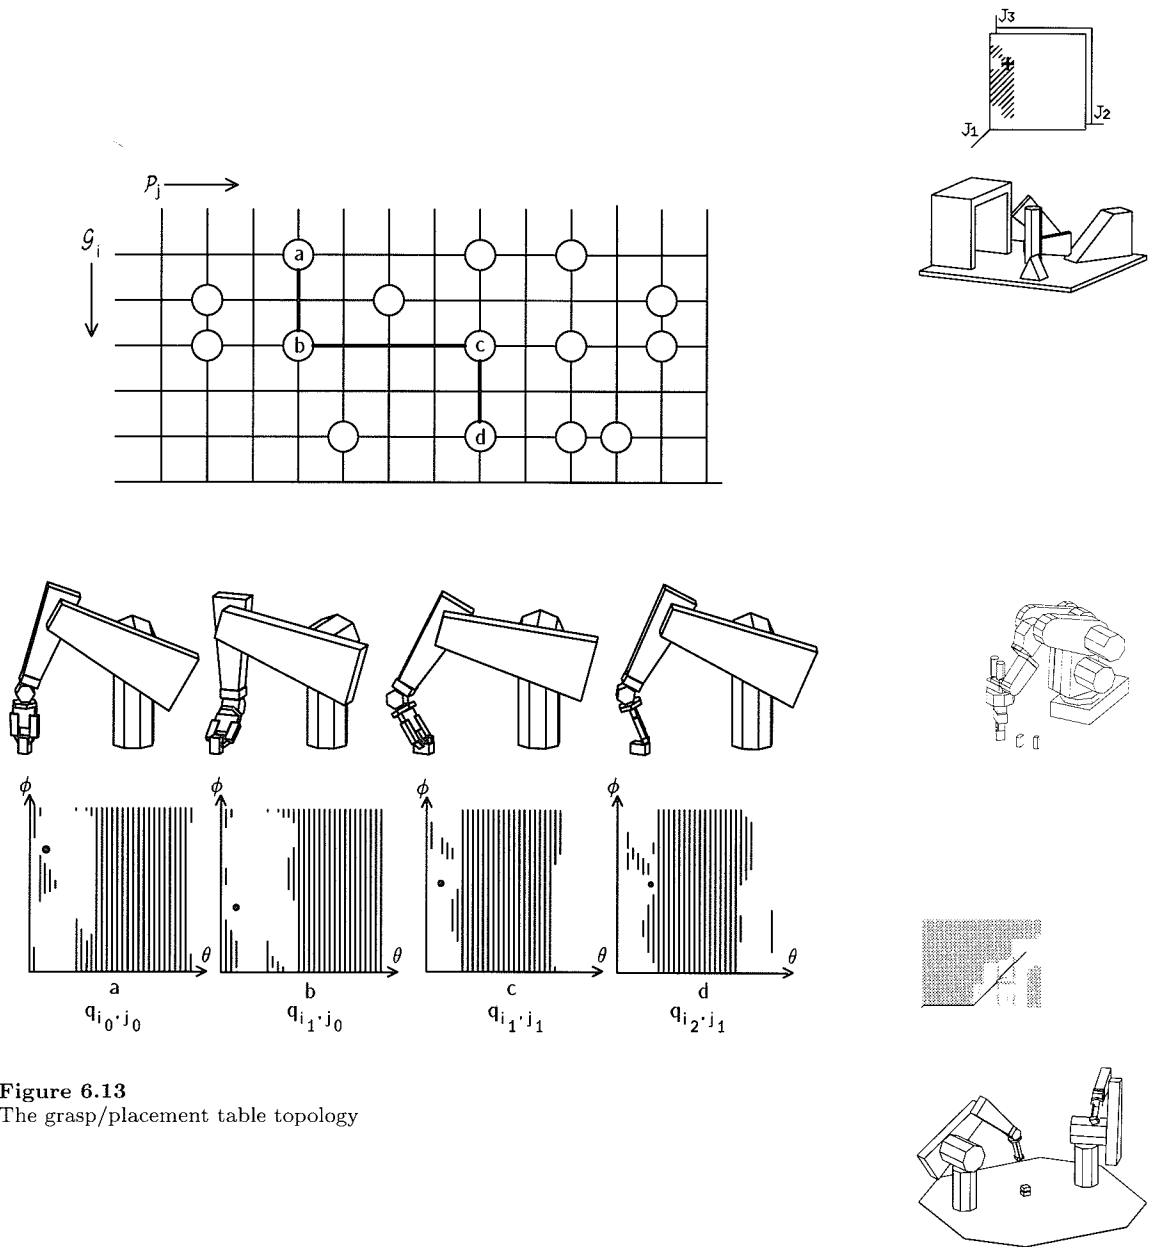 J3
J2
J1
𝒫j
𝒢i
a
b c
d
ϕ ϕ ϕ ϕ
θ θ θ θ
a b c d
qi0,j0 qi1,j0 qi1,j1 qi2,j1
Figure 6.13
The grasp/placement table topology